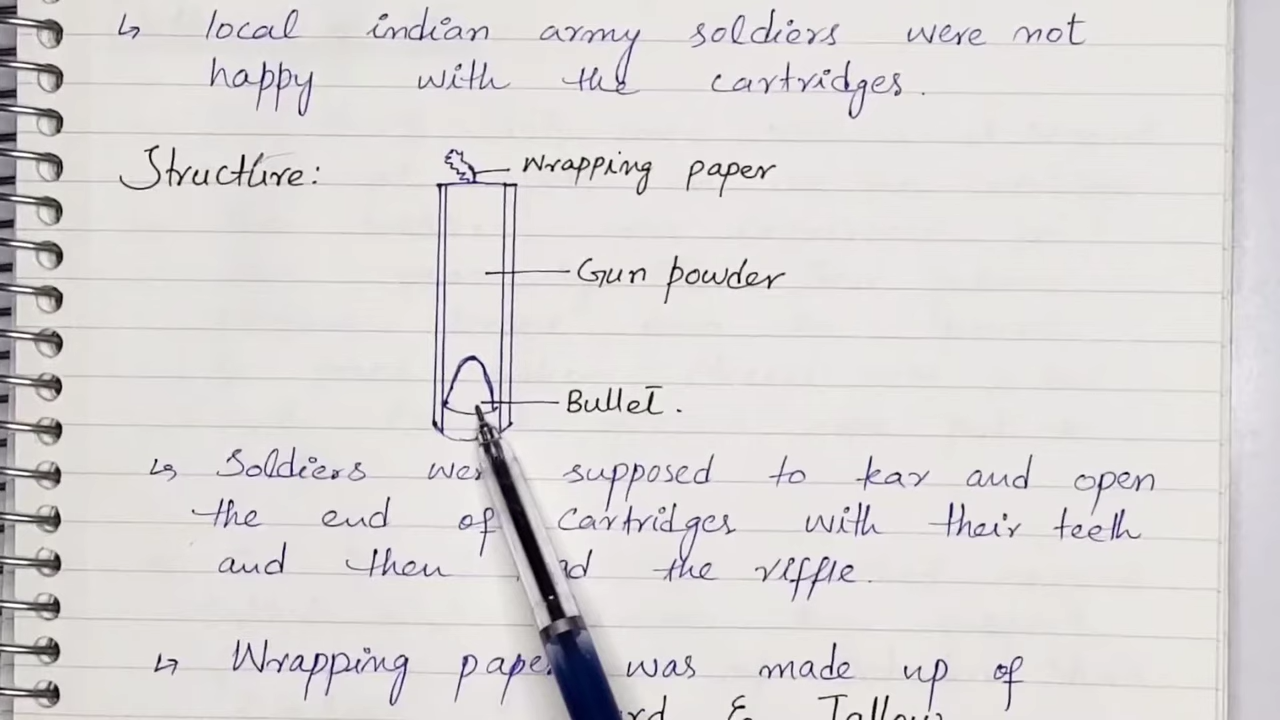 ↳ local indian army soldiers were not
happy with the cartridges.
Structure:
Wrapping paper
Gun powder
Bullet.
↳ Soldiers supposed to tear and open
the end of cartridges with their teeth
and then the riffle.
↳ Wrapping was made up of
& Tallow